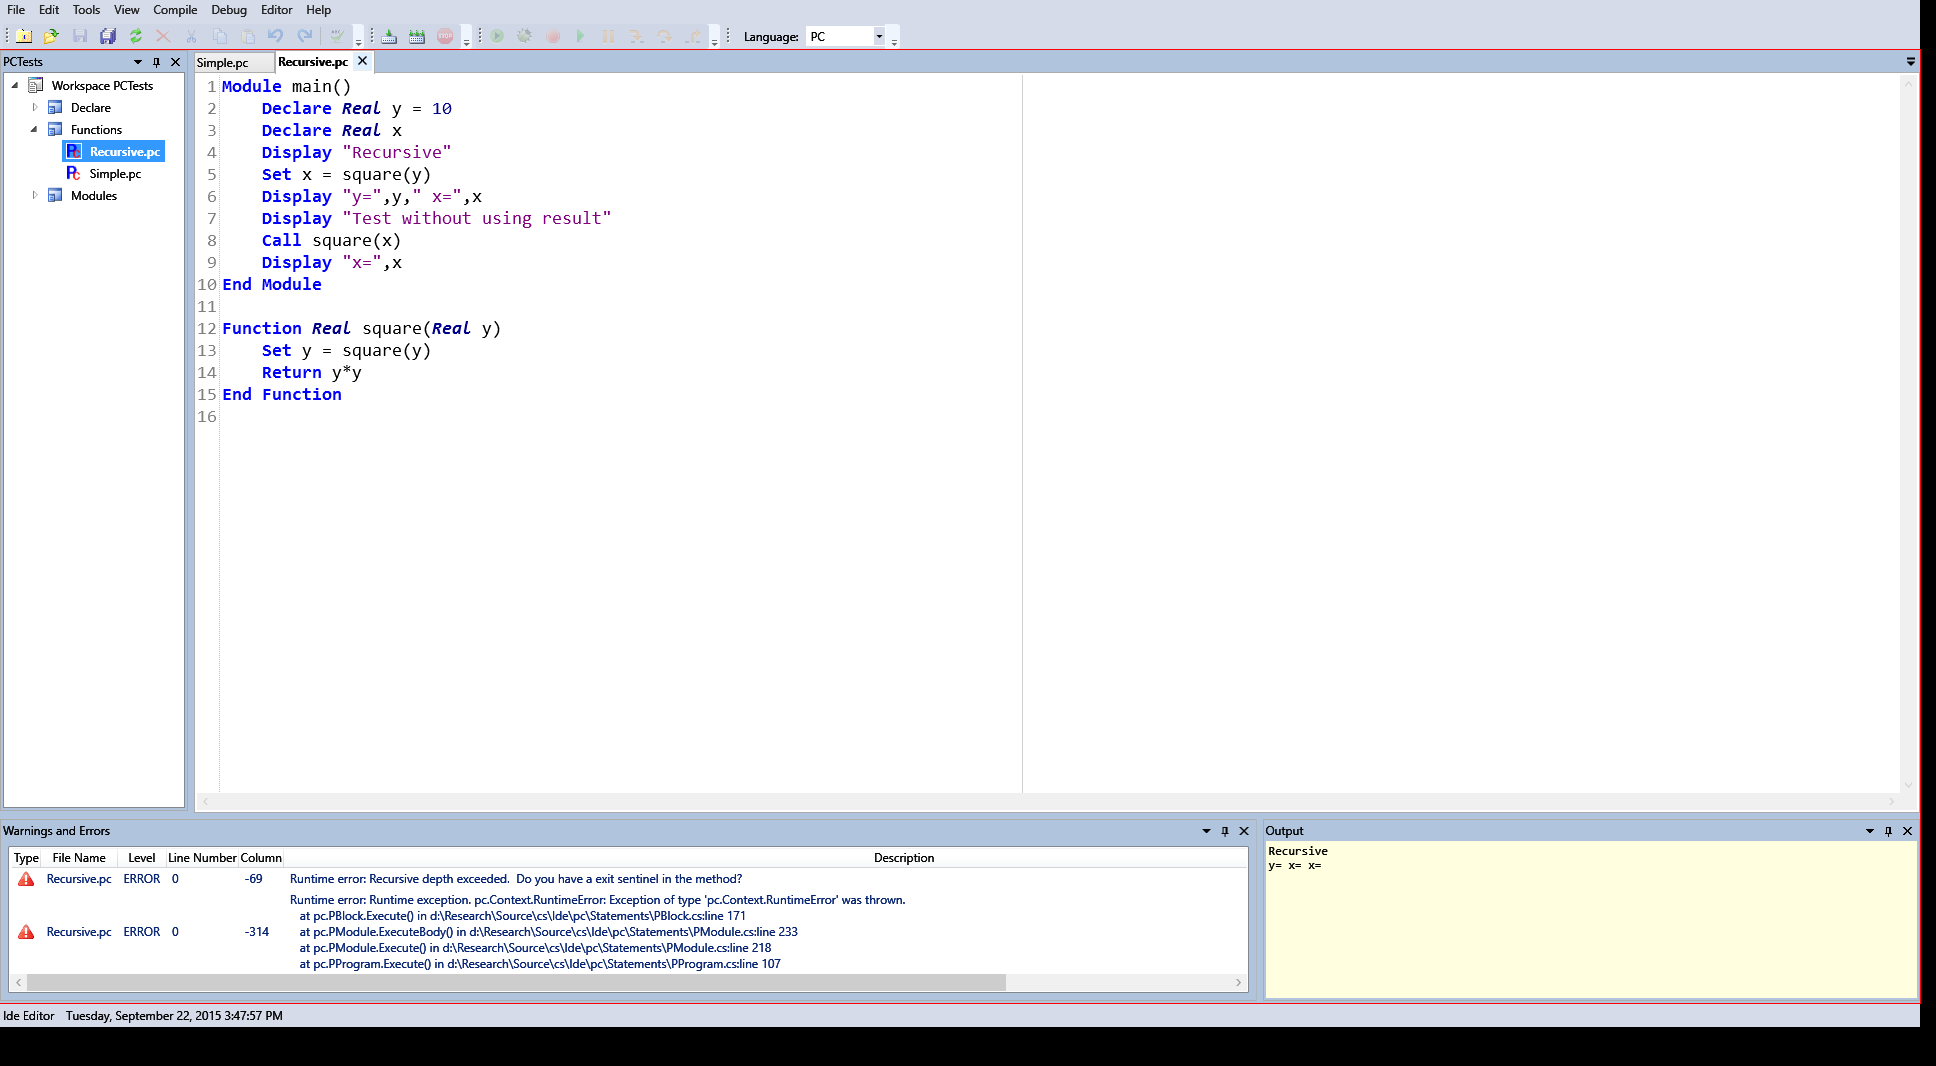 File Edit Tools View Compile Debug Editor Help
Language: PC
PCTests
Workspace PCTests
Declare
Functions
Recursive.pc
Simple.pc
Modules
Simple.pc Recursive.pc
1 Module main()
2 Declare Real y = 10
3 Declare Real x
4 Display "Recursive"
5 Set x = square(y)
6 Display "y=",y," x=",x
7 Display "Test without using result"
8 Call square(x)
9 Display "x=",x
10 End Module
11
12 Function Real square(Real y)
13 Set y = square(y)
14 Return y*y
15 End Function
16
Warnings and Errors
Type File Name Level Line Number Column Description
Recursive.pc ERROR 0 -69 Runtime error: Recursive depth exceeded.  Do you have a exit sentinel in the method?
Recursive.pc ERROR 0 -314 Runtime error: Runtime exception. pc.Context.RuntimeError: Exception of type 'pc.Context.RuntimeError' was thrown.
at pc.PBlock.Execute() in d:\Research\Source\cs\Ide\pc\Statements\PBlock.cs:line 171
at pc.PModule.ExecuteBody() in d:\Research\Source\cs\Ide\pc\Statements\PModule.cs:line 233
at pc.PModule.Execute() in d:\Research\Source\cs\Ide\pc\Statements\PModule.cs:line 218
at pc.PProgram.Execute() in d:\Research\Source\cs\Ide\pc\Statements\PProgram.cs:line 107
Output
Recursive
y= x= x=
Ide Editor Tuesday, September 22, 2015 3:47:57 PM